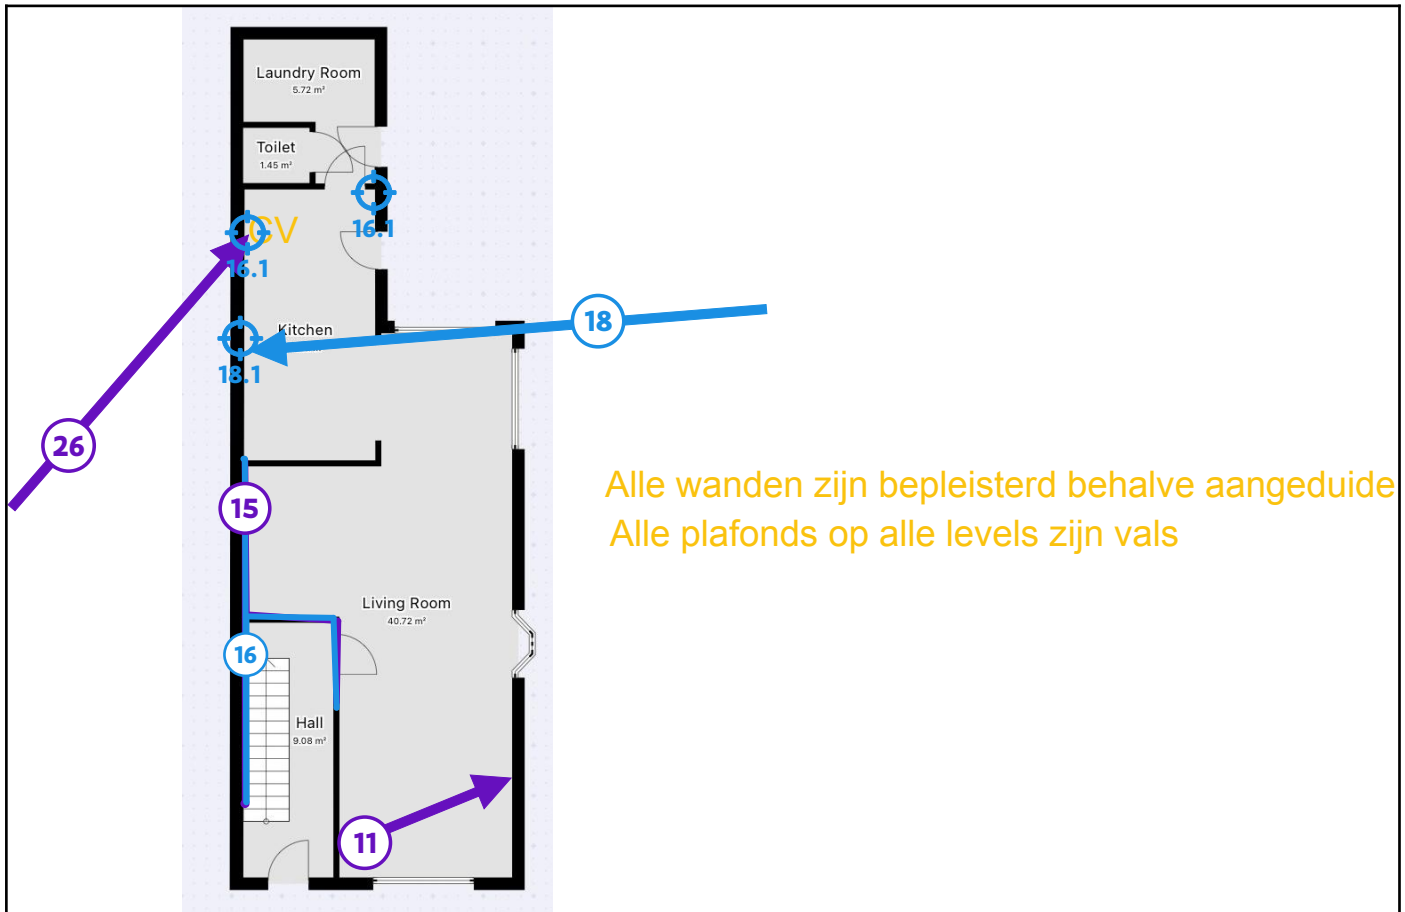 Laundry Room
5.72 m²
Toilet
1.45 m²
CV
16.1
16.1
Kitchen
18
18.1
26
15
Alle wanden zijn bepleisterd behalve aangeduide
Alle plafonds op alle levels zijn vals
Living Room
40.72 m²
16
Hall
9.08 m²
11